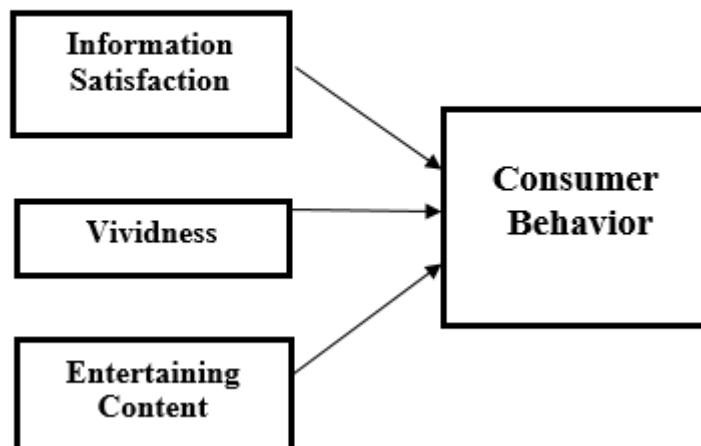 Information
Satisfaction
Vividness
Entertaining
Content
Consumer
Behavior